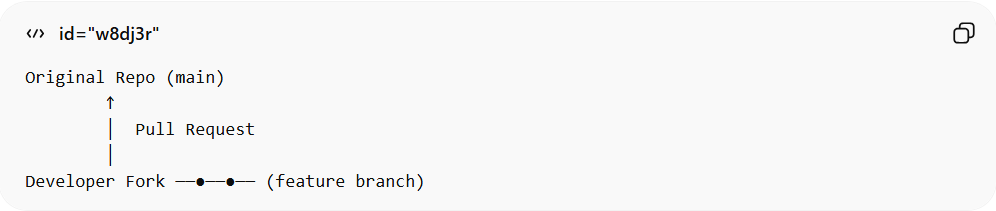 </> id="w8dj3r"
Original Repo (main)
↑
│ Pull Request
│
Developer Fork ──●──●── (feature branch)